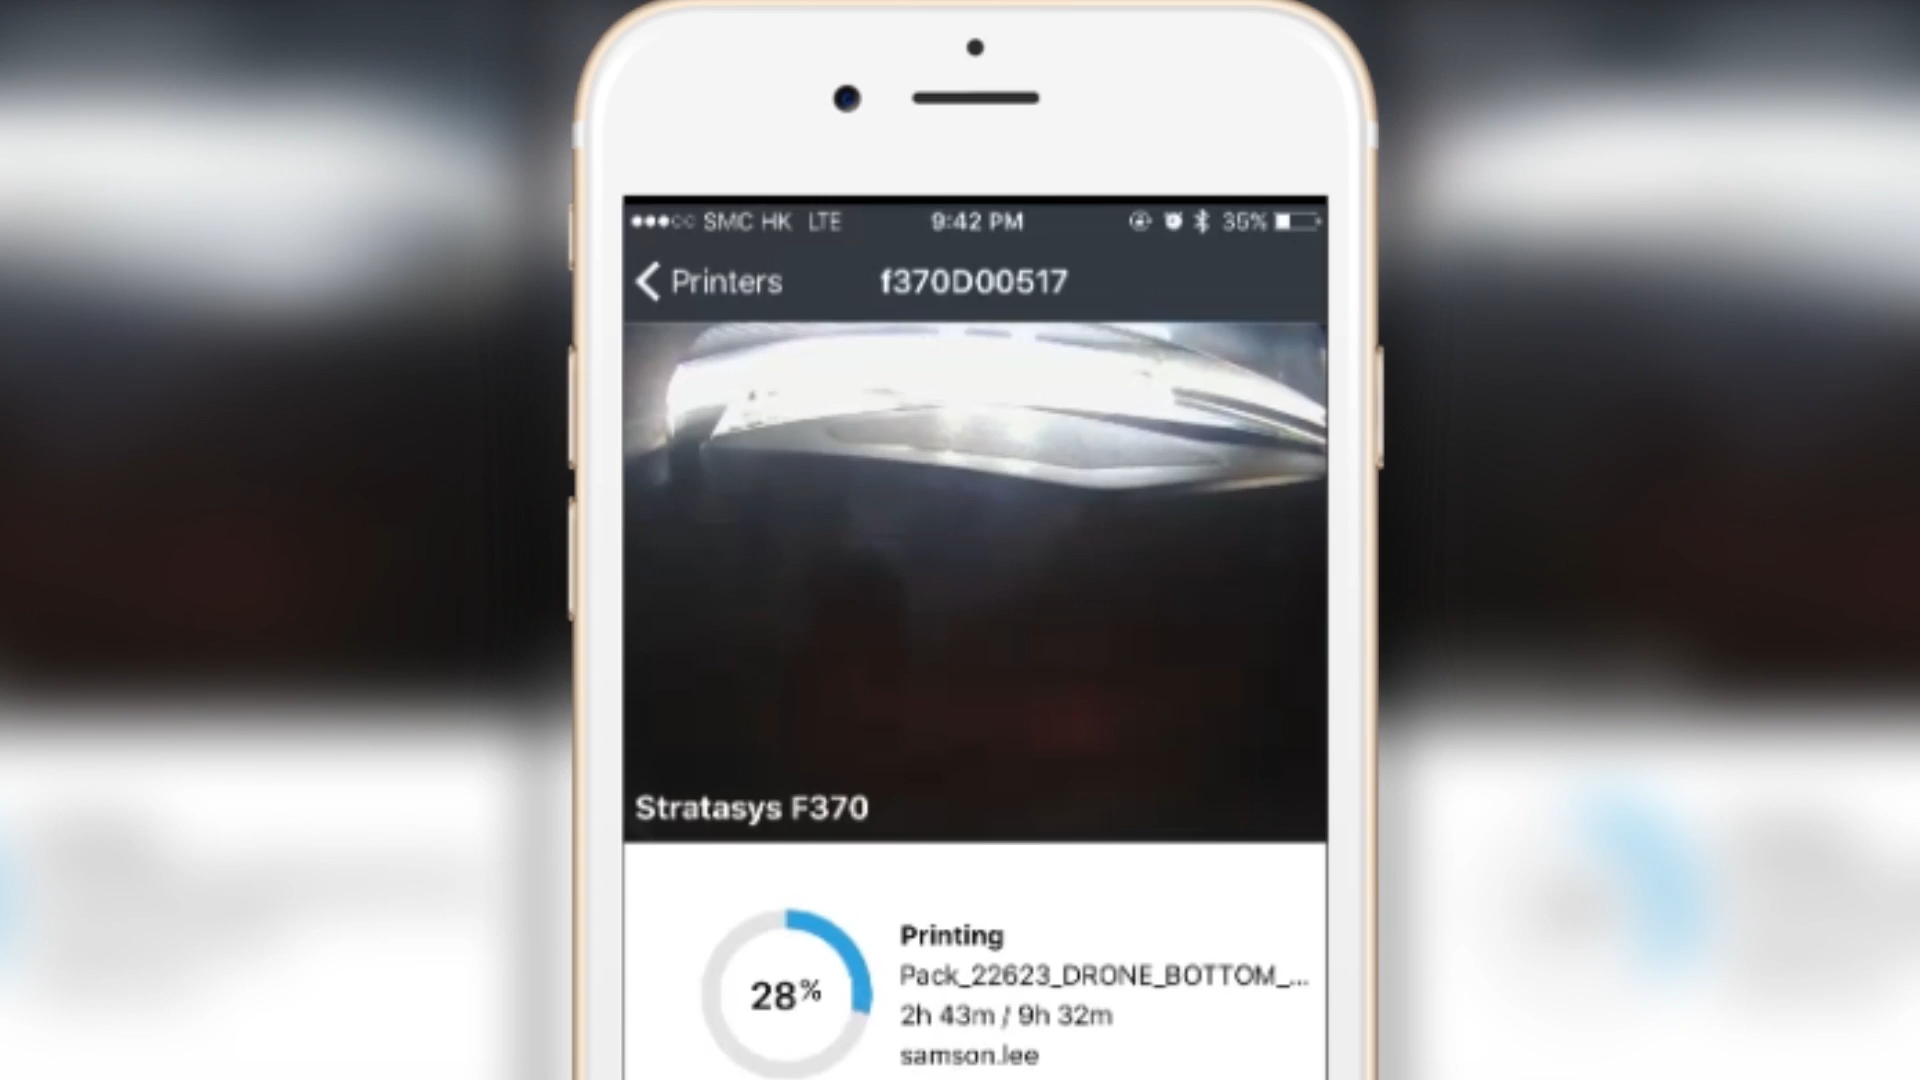 SMC HK LTE 9:42 PM 35%
Printers f370D00517
Stratasys F370
28%
Printing
Pack_22623_DRONE_BOTTOM_...
2h 43m / 9h 32m
samson.lee